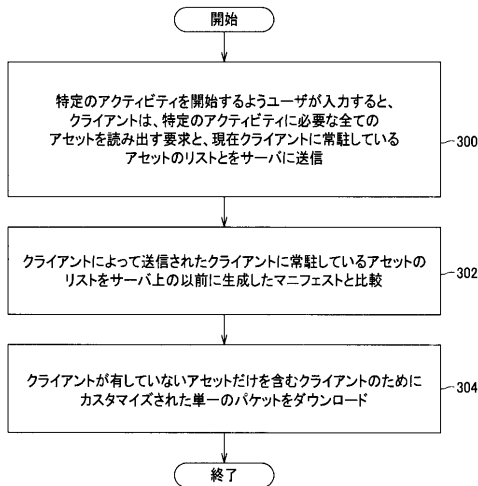 開始
特定のアクティビティを開始するようユーザが入力すると、
クライアントは、特定のアクティビティに必要な全ての
アセットを読み出す要求と、現在クライアントに常駐している
アセットのリストとをサーバに送信
300
クライアントによって送信されたクライアントに常駐しているアセットの
リストをサーバ上の以前に生成したマニフェストと比較
302
クライアントが有していないアセットだけを含むクライアントのために
カスタマイズされた単一のパケットをダウンロード
304
終了